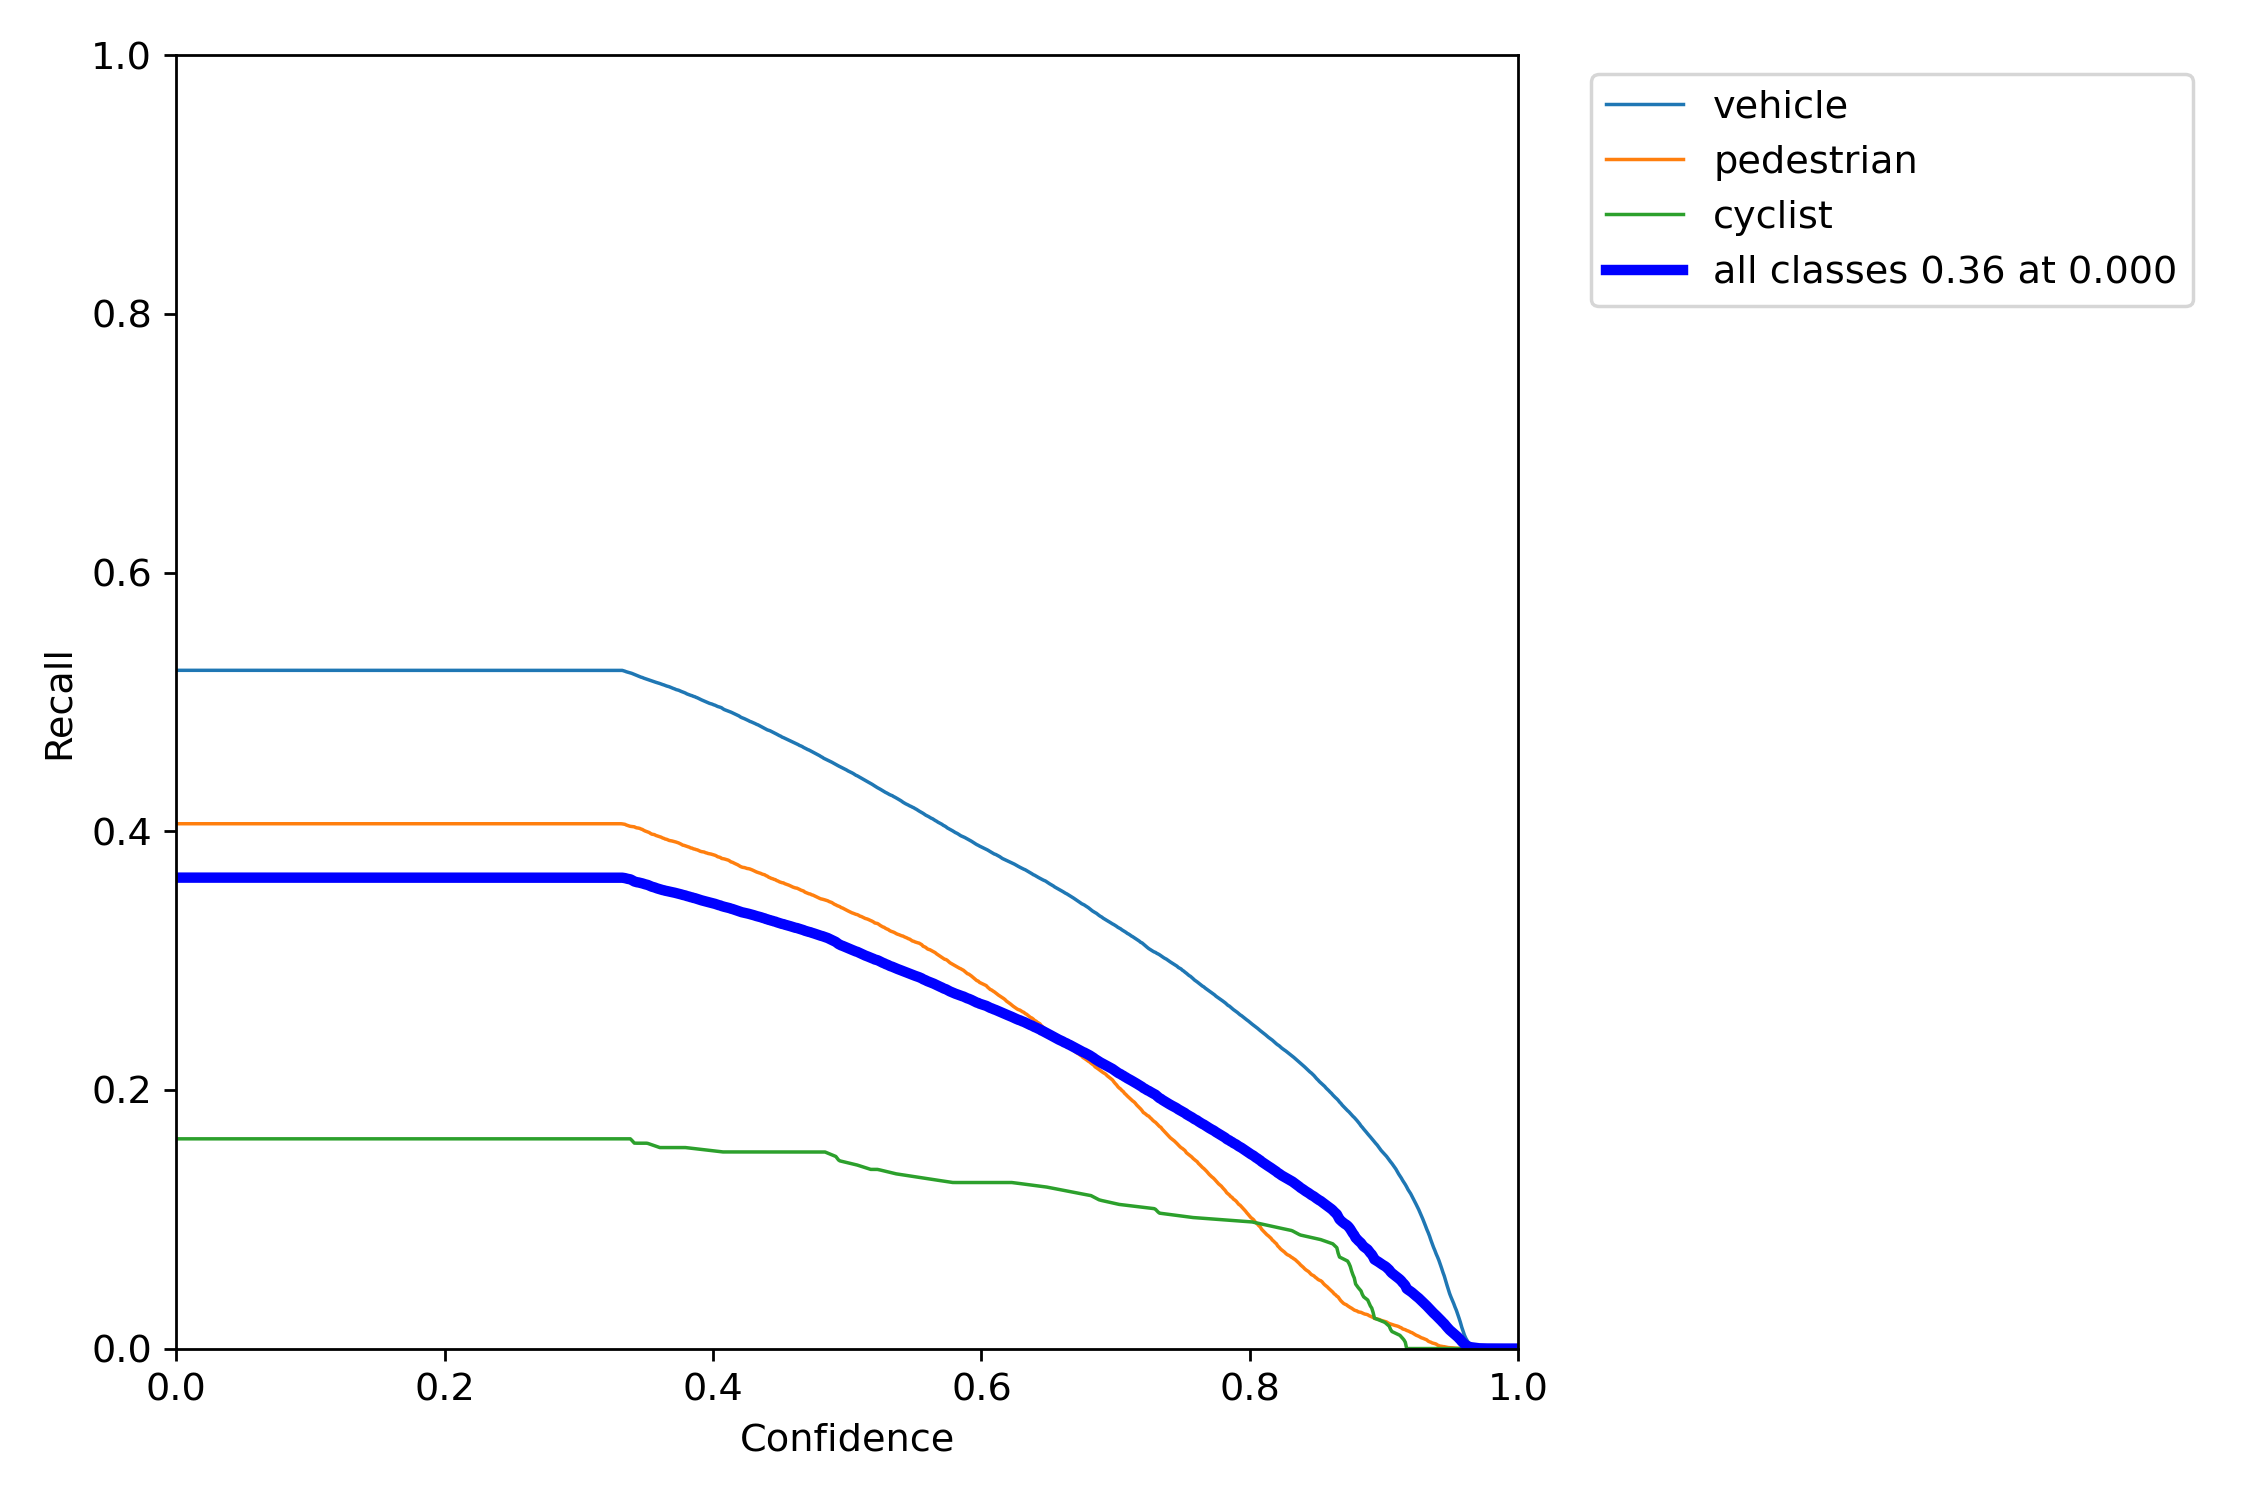 1.0
0.8
0.6
0.4
0.2
0.0
Recall
0.0 0.2 0.4 0.6 0.8 1.0
Confidence
vehicle
pedestrian
cyclist
all classes 0.36 at 0.000